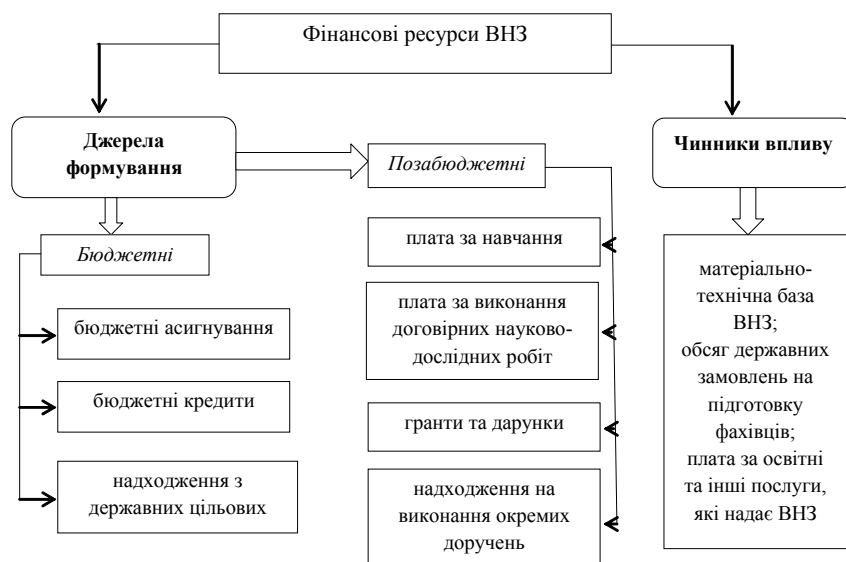 Фінансові ресурси ВНЗ
Джерела
формування
Бюджетні
бюджетні асигнування
бюджетні кредити
надходження з
державних цільових
Позабюджетні
плата за навчання
плата за виконання
договірних науково-
дослідних робіт
гранти та дарунки
надходження на
виконання окремих
доручень
Чинники впливу
матеріально-
технічна база
ВНЗ;
обсяг державних
замовлень на
підготовку
фахівців;
плата за освітні
та інші послуги,
які надає ВНЗ